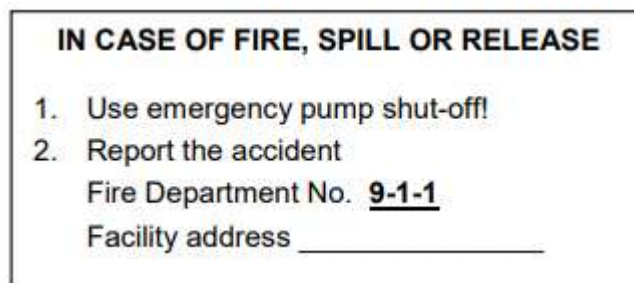 IN CASE OF FIRE, SPILL OR RELEASE
1. Use emergency pump shut-off!
2. Report the accident
Fire Department No. 9-1-1
Facility address _______________